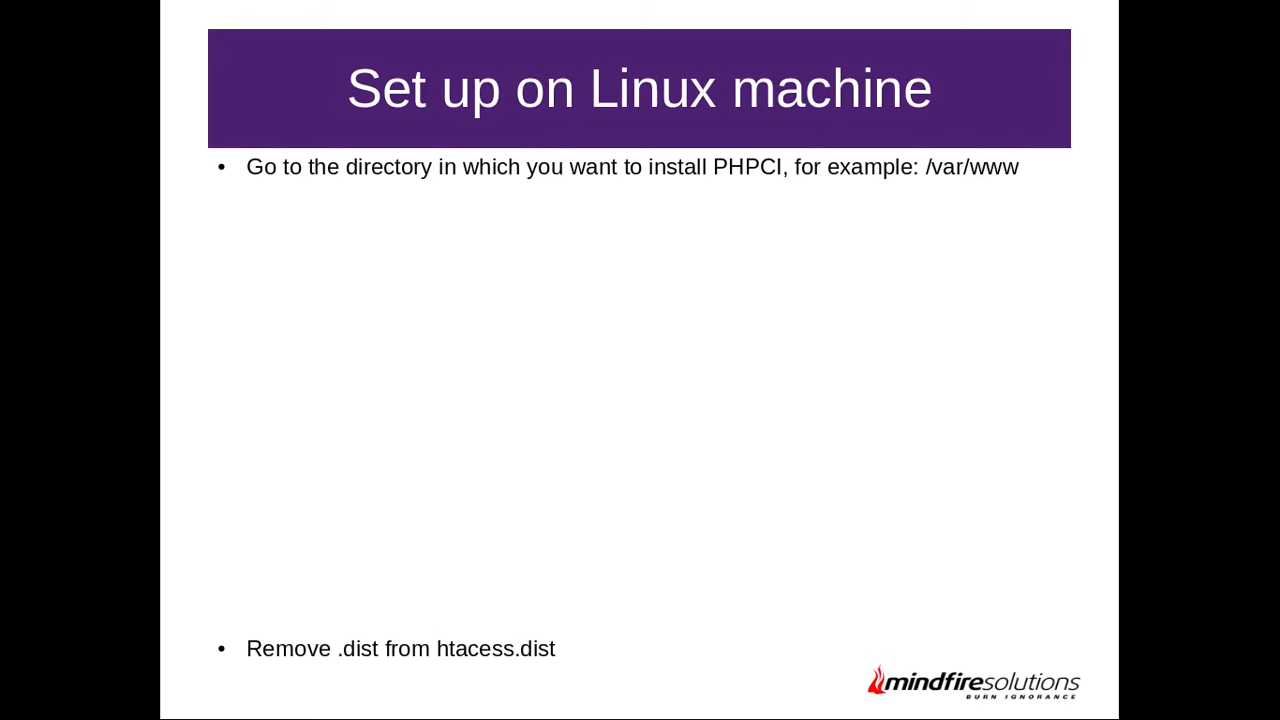 Set up on Linux machine
• Go to the directory in which you want to install PHPCI, for example: /var/www
• Remove .dist from htacess.dist
mindfiresolutions
BURN IGNORANCE